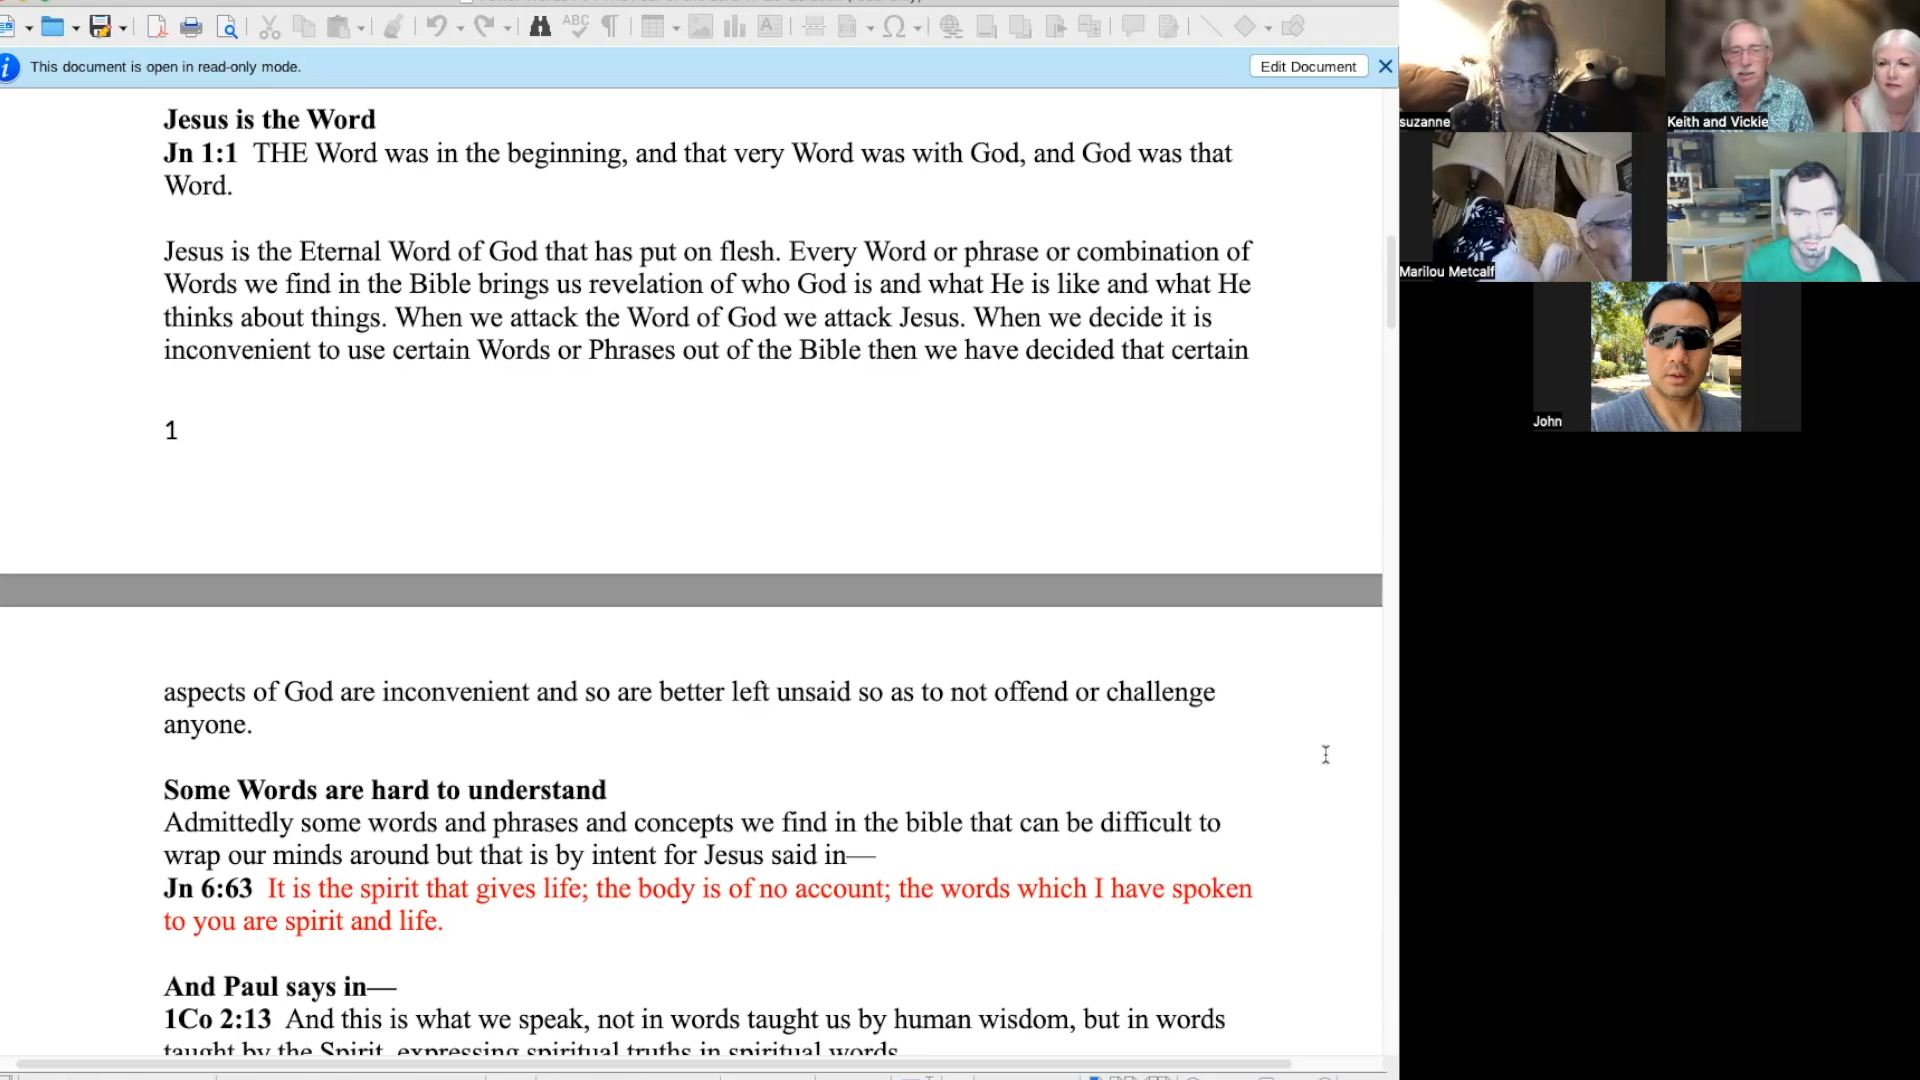 ABC
This document is open in read-only mode.
Edit Document
Jesus is the Word
Jn 1:1 THE Word was in the beginning, and that very Word was with God, and God was that
Word.
Jesus is the Eternal Word of God that has put on flesh. Every Word or phrase or combination of
Words we find in the Bible brings us revelation of who God is and what He is like and what He
thinks about things. When we attack the Word of God we attack Jesus. When we decide it is
inconvenient to use certain Words or Phrases out of the Bible then we have decided that certain
1
aspects of God are inconvenient and so are better left unsaid so as to not offend or challenge
anyone.
Some Words are hard to understand
Admittedly some words and phrases and concepts we find in the bible that can be difficult to
wrap our minds around but that is by intent for Jesus said in—
Jn 6:63 It is the spirit that gives life; the body is of no account; the words which I have spoken
to you are spirit and life.
And Paul says in—
1Co 2:13 And this is what we speak, not in words taught us by human wisdom, but in words
taught by the Spirit, expressing spiritual truths in spiritual words.
suzanne
Keith and Vickie
Marilou Metcalf
John